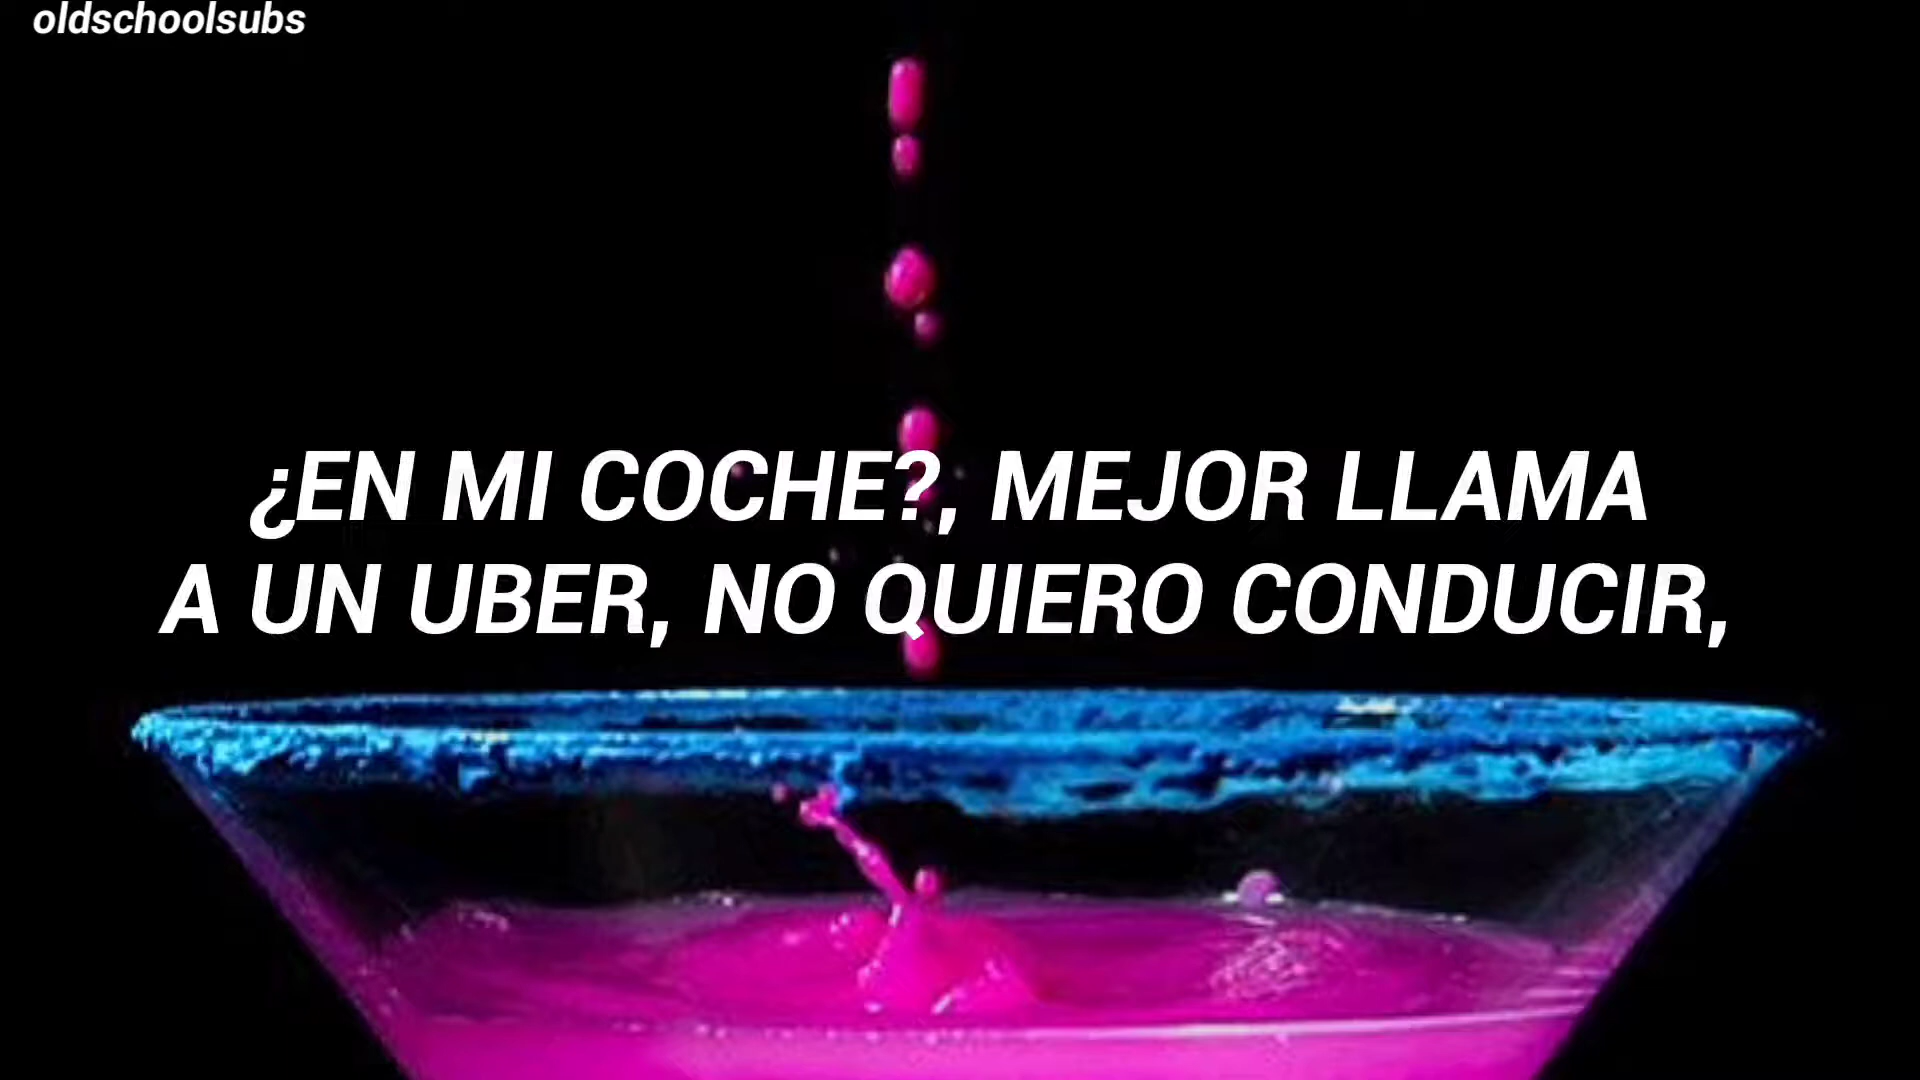 oldschoolsubs
¿EN MI COCHE?, MEJOR LLAMA
A UN UBER, NO QUIERO CONDUCIR,